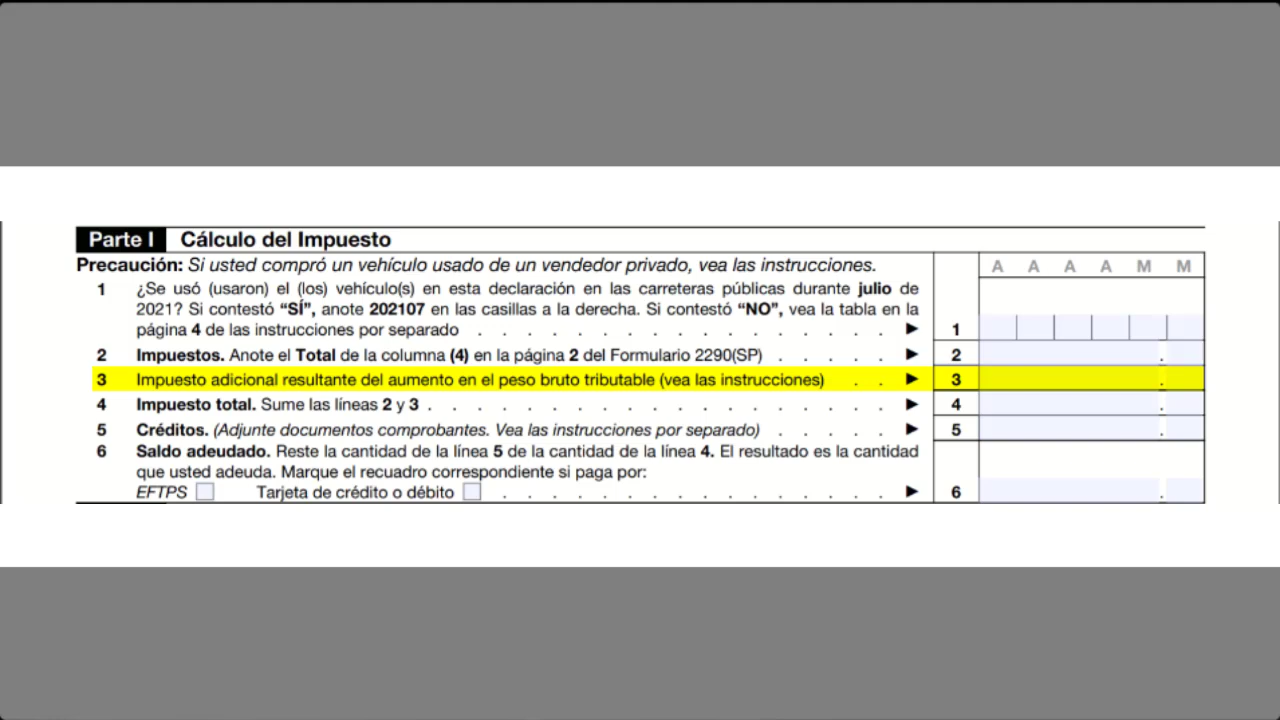 Parte I Cálculo del Impuesto
Precaución: Si usted compró un vehículo usado de un vendedor privado, vea las instrucciones.
A A A A M M
1 ¿Se usó (usaron) el (los) vehículo(s) en esta declaración en las carreteras públicas durante julio de
2021? Si contestó “SÍ”, anote 202107 en las casillas a la derecha. Si contestó “NO”, vea la tabla en la
página 4 de las instrucciones por separado . . . . . . . . . . . . . . . . . ▶ 1
2 Impuestos. Anote el Total de la columna (4) en la página 2 del Formulario 2290(SP) . . . . . ▶ 2 .
3 Impuesto adicional resultante del aumento en el peso bruto tributable (vea las instrucciones) . . ▶ 3 .
4 Impuesto total. Sume las líneas 2 y 3 . . . . . . . . . . . . . . . . . . . ▶ 4 .
5 Créditos. (Adjunte documentos comprobantes. Vea las instrucciones por separado) . . . . . ▶ 5 .
6 Saldo adeudado. Reste la cantidad de la línea 5 de la cantidad de la línea 4. El resultado es la cantidad
que usted adeuda. Marque el recuadro correspondiente si paga por:
EFTPS Tarjeta de crédito o débito . . . . . . . . . . . . . . . . ▶ 6 .